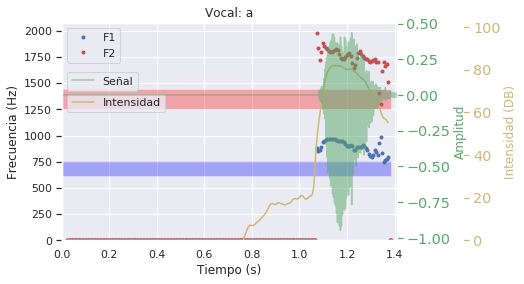 Vocal: a
F1
F2
Señal
Intensidad
Frecuencia (Hz)
2000
1750
1500
1250
1000
750
500
250
0
0.0 0.2 0.4 0.6 0.8 1.0 1.2 1.4
Tiempo (s)
0.50
0.25
0.00
−0.25
−0.50
−0.75
−1.00
Amplitud
100
80
60
40
20
0
Intensidad (DB)